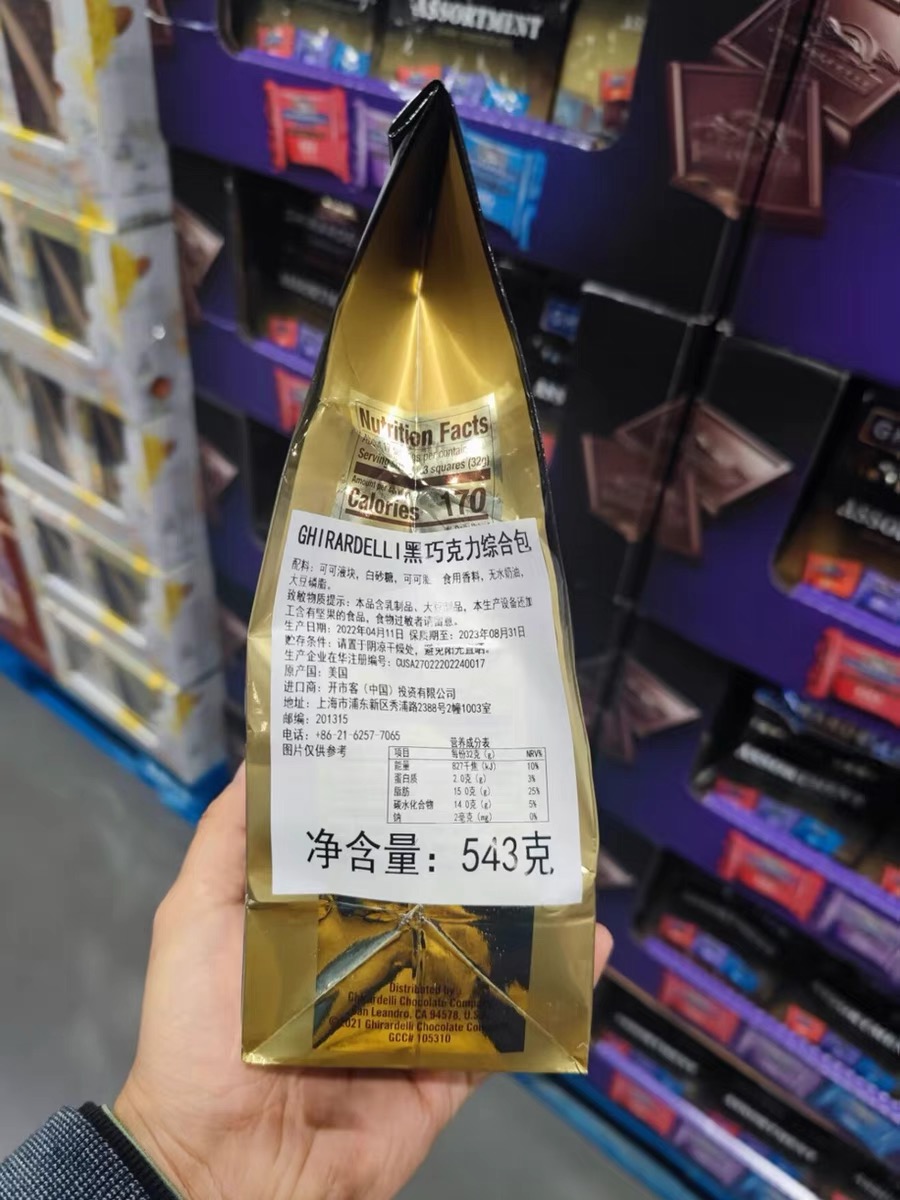 ASSORTMENT
Nutrition Facts
Serving 3 squares (32g)
Calories 170
GHIRARDELLI黑巧克力综合包
配料：可可液块，白砂糖，可可脂 食用香料，无水奶油，
大豆磷脂。
致敏物质提示：本品含乳制品、大豆制品，本生产设备还加
工含有坚果的食品，食物过敏者请留意。
生产日期：2022年04月11日 保质期至：2023年08月31日
贮存条件：请置于阴凉干燥处，避免阳光直晒。
生产企业在华注册编号：CUSA27022202240017
原产国：美国
进口商：开市客（中国）投资有限公司
地址：上海市浦东新区秀浦路2388号2幢1003室
邮编：201315
电话：+86-21-6257-7065
图片仅供参考
营养成分表
项目 每份32克（g） NRV%
能量 827千焦（kJ） 10%
蛋白质 2.0克（g） 3%
脂肪 15.0克（g） 25%
碳水化合物 14.0克（g） 5%
钠 2毫克（mg） 0%
净含量：543克
Distributed by
Ghirardelli Chocolate Company
San Leandro, CA 94578, U.S.
©2021 Ghirardelli Chocolate Com
GCC# 105310